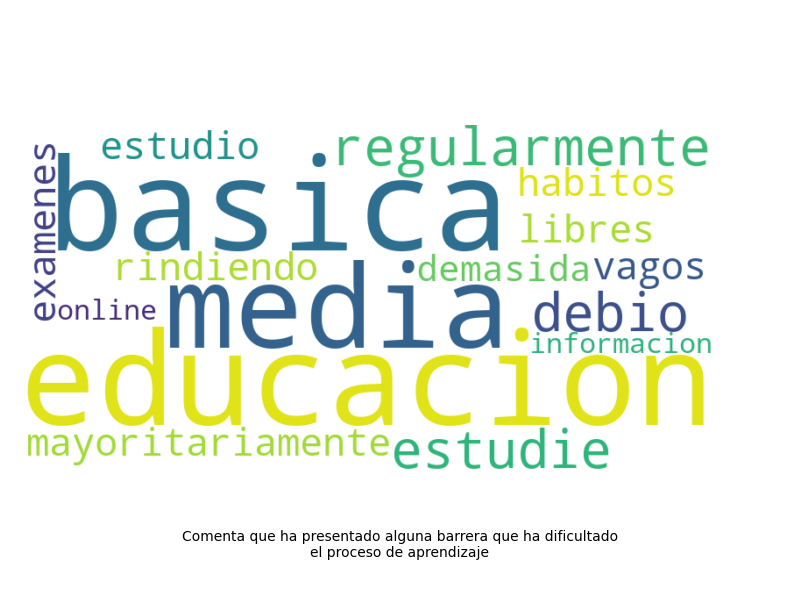 estudio regularmente
examenes basica habitos
libres
rindiendo demasida vagos
online media debio
informacion
educacion
mayoritariamente estudie
Comenta que ha presentado alguna barrera que ha dificultado
el proceso de aprendizaje